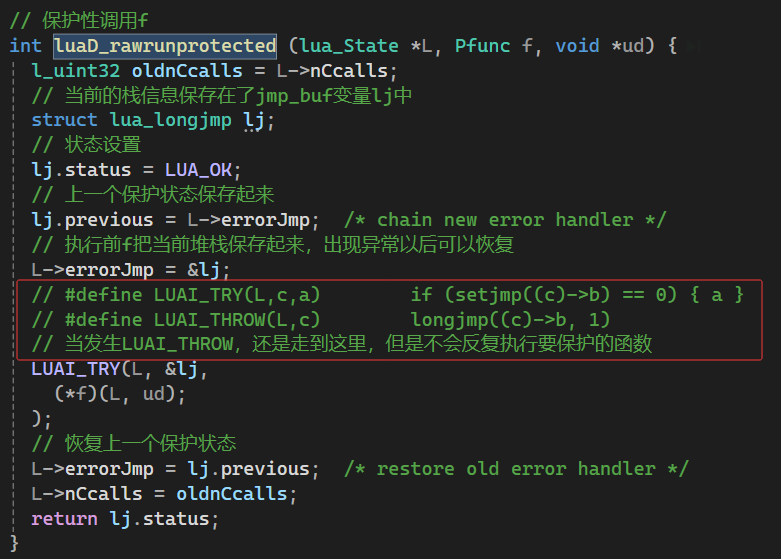 // 保护性调用f
int luaD_rawrunprotected (lua_State *L, Pfunc f, void *ud) {
  l_uint32 oldnCcalls = L->nCcalls;
  // 当前的栈信息保存在了jmp_buf变量lj中
  struct lua_longjmp lj;
  // 状态设置
  lj.status = LUA_OK;
  // 上一个保护状态保存起来
  lj.previous = L->errorJmp;  /* chain new error handler */
  // 执行前f把当前堆栈保存起来，出现异常以后可以恢复
  L->errorJmp = &lj;
  // #define LUAI_TRY(L,c,a)        if (setjmp((c)->b) == 0) { a }
  // #define LUAI_THROW(L,c)        longjmp((c)->b, 1)
  // 当发生LUAI_THROW，还是走到这里，但是不会反复执行要保护的函数
  LUAI_TRY(L, &lj,
    (*f)(L, ud);
  );
  // 恢复上一个保护状态
  L->errorJmp = lj.previous;  /* restore old error handler */
  L->nCcalls = oldnCcalls;
  return lj.status;
}